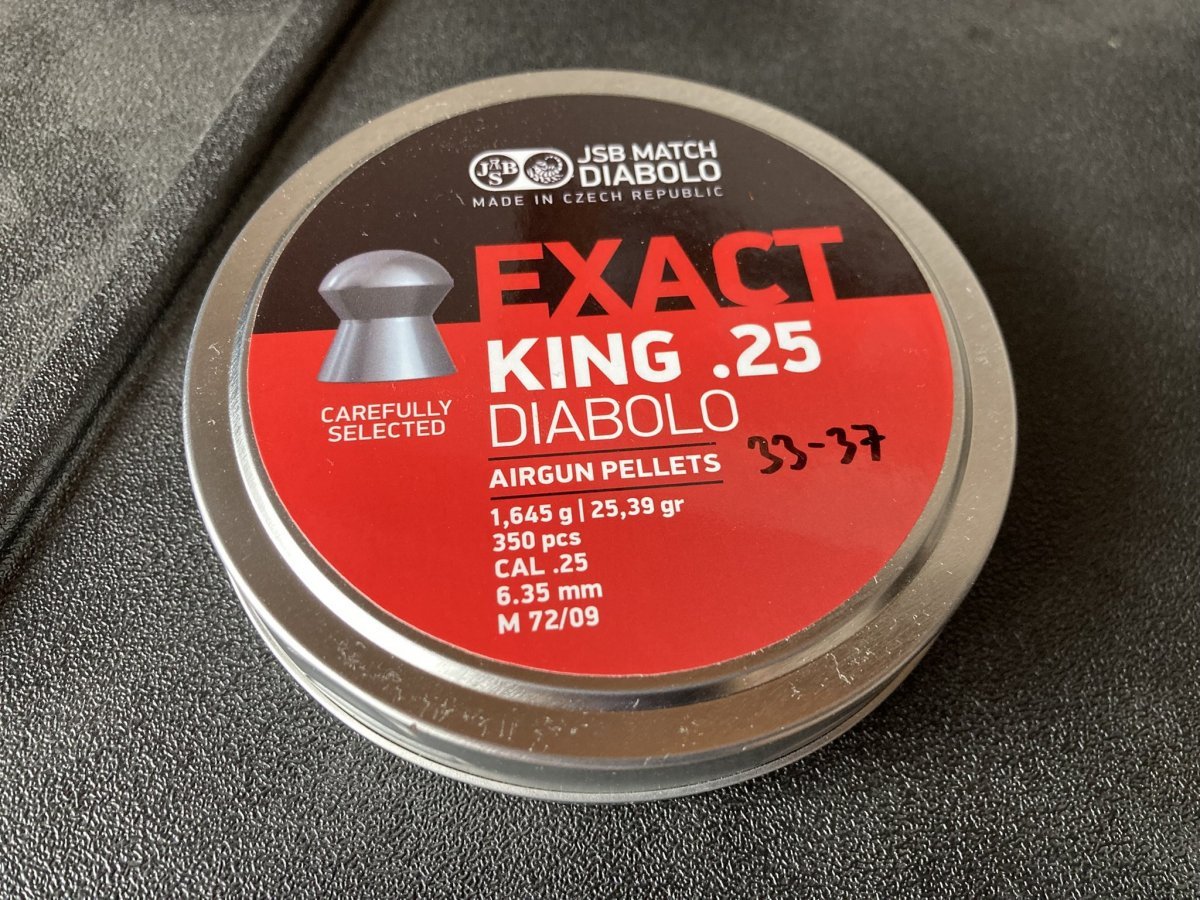 JSB
JSB MATCH
DIABOLO
MADE IN CZECH REPUBLIC
EXACT
KING .25
DIABOLO
CAREFULLY
SELECTED
33-37
AIRGUN PELLETS
1,645 g | 25,39 gr
350 pcs
CAL .25
6.35 mm
M 72/09